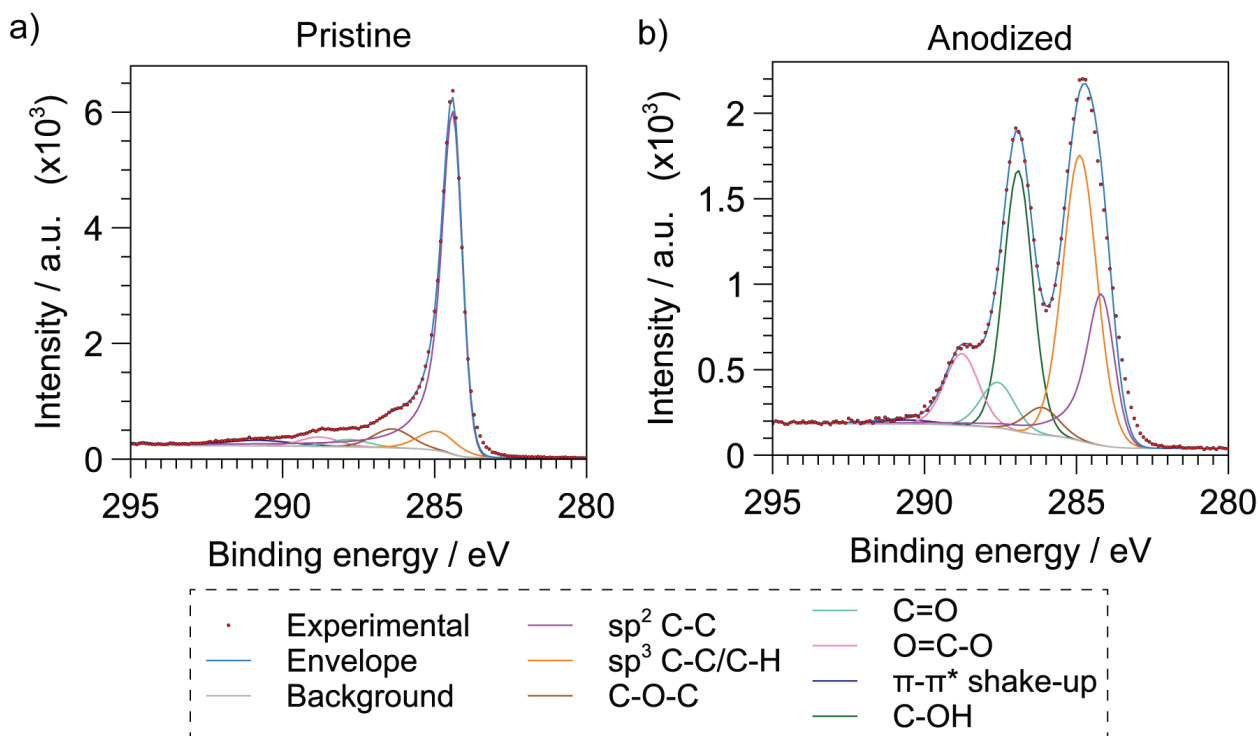 a) Pristine
Intensity / a.u. (x10³)
6
4
2
0
295 290 285 280
Binding energy / eV
b) Anodized
Intensity / a.u. (x10³)
2
1.5
1
0.5
0
295 290 285 280
Binding energy / eV
Experimental
Envelope
Background
sp² C-C
sp³ C-C/C-H
C-O-C
C=O
O=C-O
π-π* shake-up
C-OH